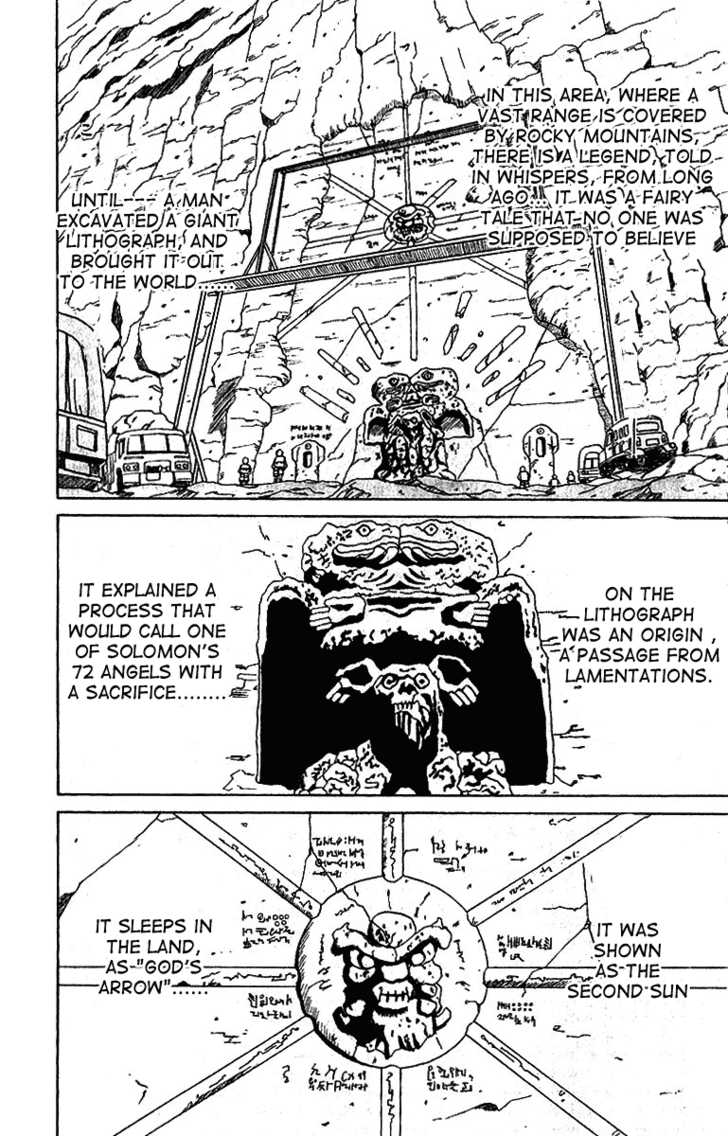 IN THIS AREA, WHERE A
VAST RANGE IS COVERED
BY ROCKY MOUNTAINS,
THERE IS A LEGEND, TOLD
IN WHISPERS, FROM LONG
AGO... IT WAS A FAIRY
TALE THAT NO ONE WAS
SUPPOSED TO BELIEVE
UNTIL--- A MAN
EXCAVATED A GIANT
LITHOGRAPH, AND
BROUGHT IT OUT
TO THE WORLD......
ON THE
LITHOGRAPH
WAS AN ORIGIN ,
A PASSAGE FROM
LAMENTATIONS.
IT EXPLAINED A
PROCESS THAT
WOULD CALL ONE
OF SOLOMON'S
72 ANGELS WITH
A SACRIFICE........
IT WAS
SHOWN
AS THE
SECOND SUN
IT SLEEPS IN
THE LAND,
AS "GOD'S
ARROW"......